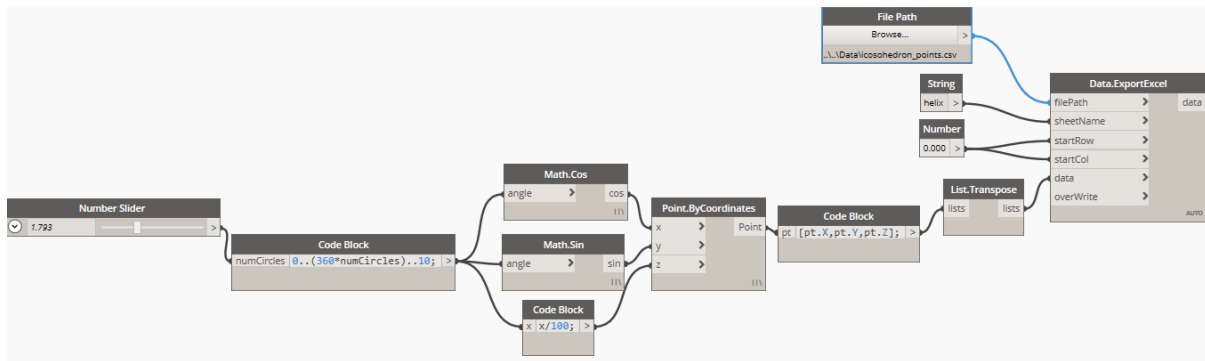 File Path
Browse... >
..\..\Data\icosohedron_points.csv
String
helix >
Number
0.000 >
Data.ExportExcel
filePath > data
sheetName >
startRow >
startCol >
data >
overWrite >
AUTO
List.Transpose
lists lists
Math.Cos
angle > cos
Math.Sin
angle > sin
Code Block
x x/100; >
Point.ByCoordinates
x > Point
y >
z >
Code Block
pt [pt.X,pt.Y,pt.Z]; >
Number Slider
1.793 >
Code Block
numCircles 0..(360*numCircles)..10; >